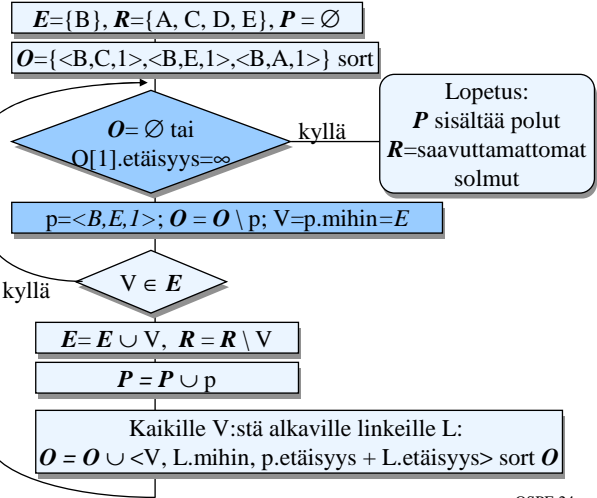 E={B}, R={A, C, D, E}, P = ∅
O={<B,C,1>,<B,E,1>,<B,A,1>} sort
O= ∅ tai
O[1].etäisyys=∞
kyllä
Lopetus:
P sisältää polut
R=saavuttamattomat
solmut
p=<B,E,1>; O = O \ p; V=p.mihin=E
V ∈ E
kyllä
E= E ∪ V, R = R \ V
P = P ∪ p
Kaikille V:stä alkaville linkeille L:
O = O ∪ <V, L.mihin, p.etäisyys + L.etäisyys> sort O